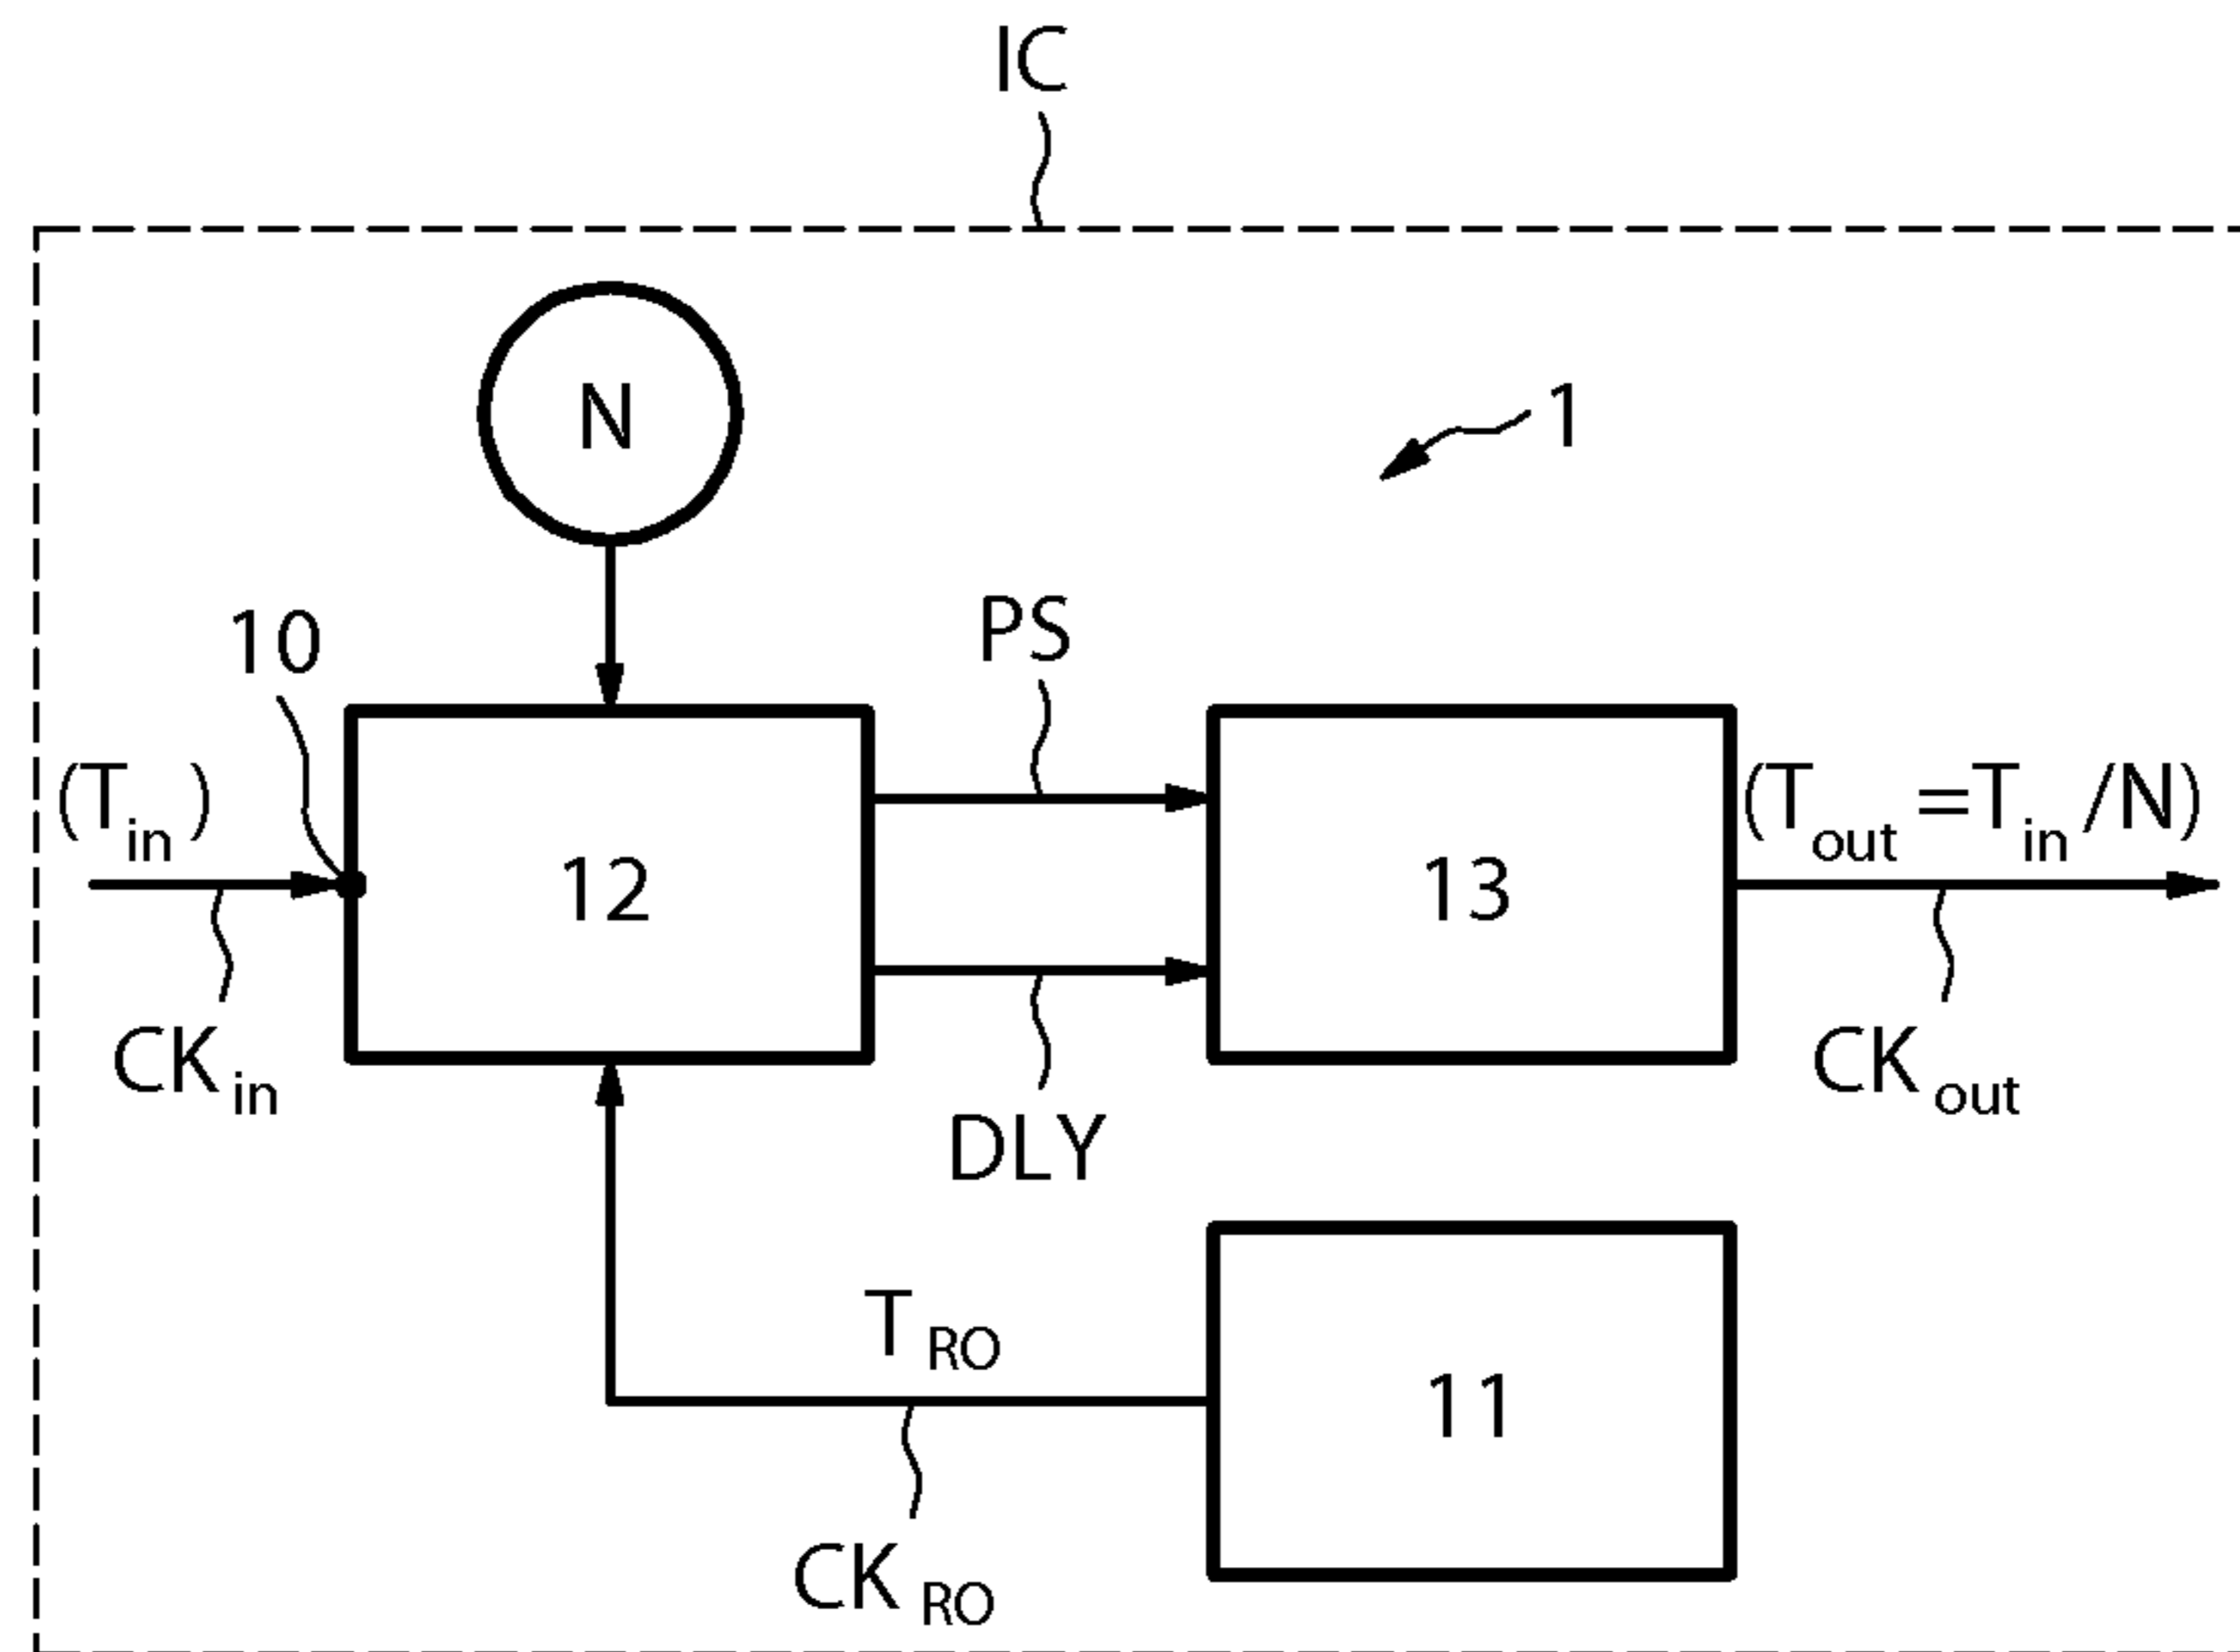 IC
N
1
10
PS
(T_in)
(T_out=T_in/N)
12
13
CK_in
CK_out
DLY
T_RO
11
CK_RO